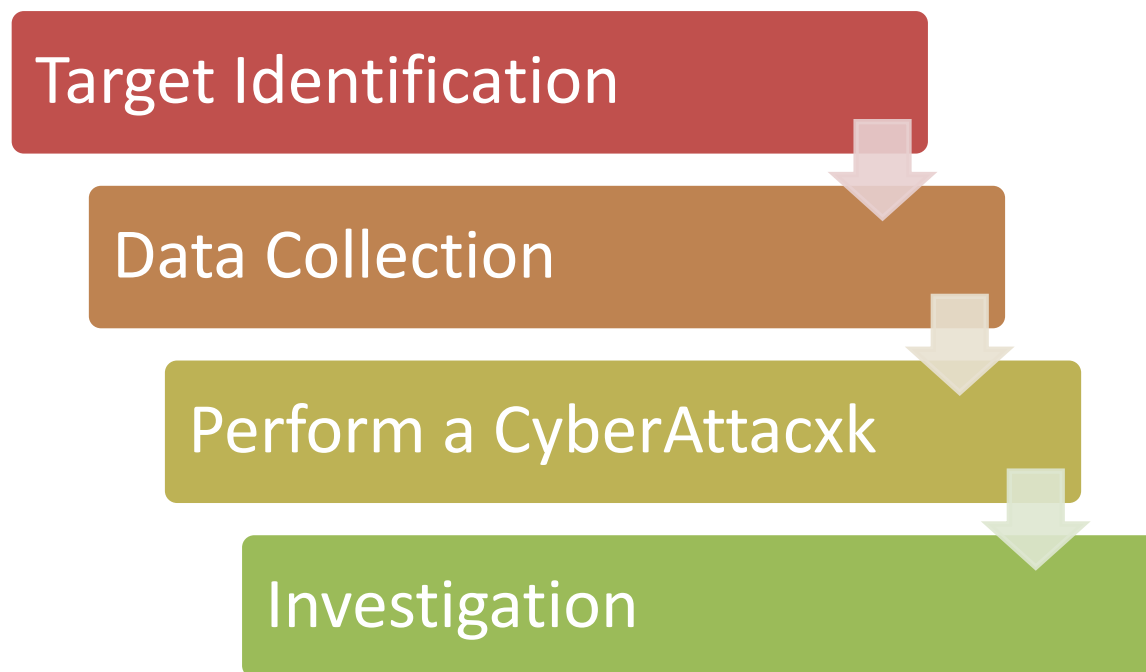 Target Identification
Data Collection
Perform a CyberAttacxk
Investigation